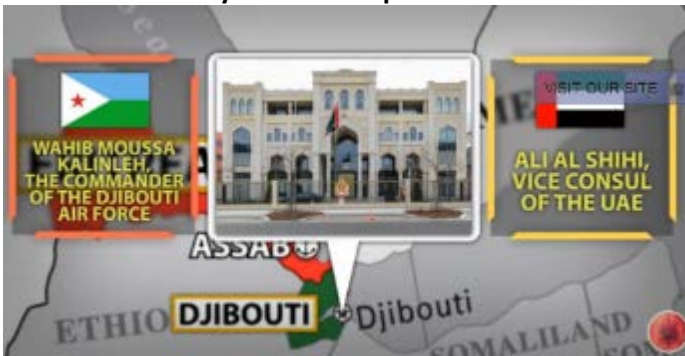 VISIT OUR SITE
WAHIB MOUSSA
KALINLEH,
THE COMMANDER
OF THE DJIBOUTI
AIR FORCE
ALI AL SHIHI,
VICE CONSUL
OF THE UAE
ASSAB
DJIBOUTI
Djibouti
ETHIO
SOMALILAND